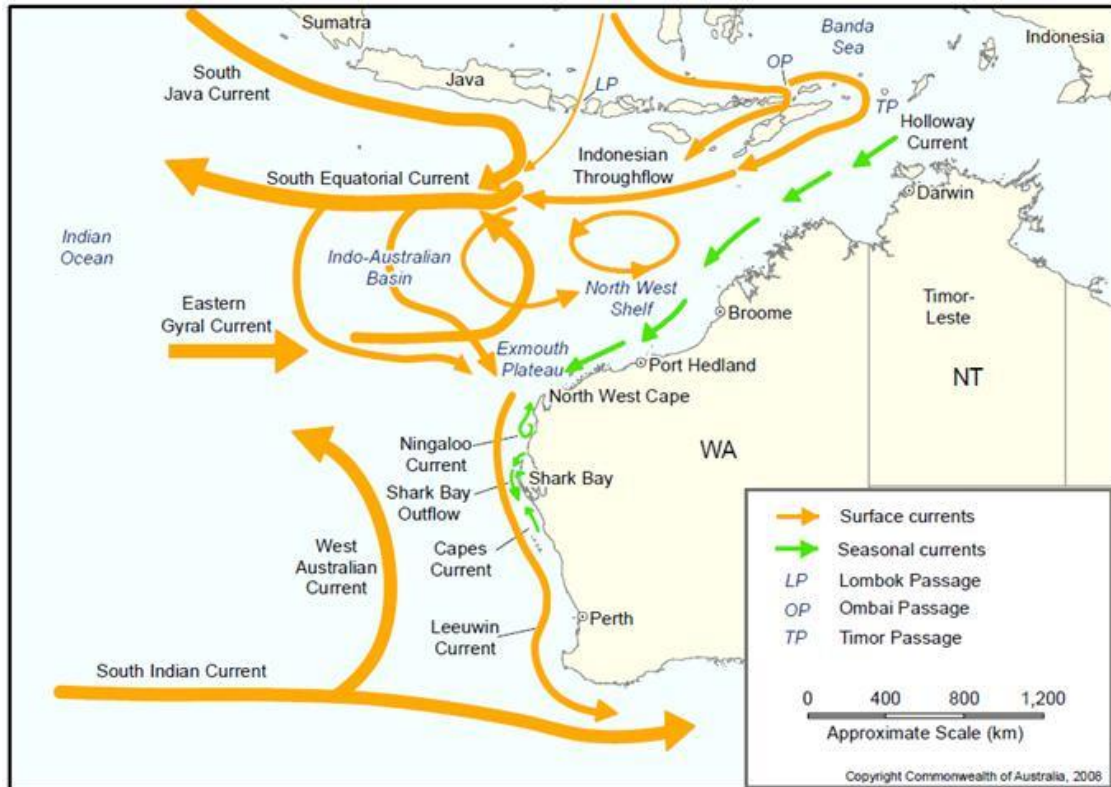 Sumatra
Banda
Sea
Indonesia
South
Java Current
Java
LP
OP
TP
Holloway
Current
Indonesian
Throughflow
South Equatorial Current
Darwin
Indian
Ocean
Indo-Australian
Basin
North West
Shelf
Eastern
Gyral Current
Broome
Timor-
Leste
Exmouth
Plateau
Port Hedland
NT
North West Cape
Ningaloo
Current
WA
Shark Bay
Shark Bay
Outflow
West
Australian
Current
Capes
Current
Perth
Leeuwin
Current
South Indian Current
Surface currents
Seasonal currents
LP Lombok Passage
OP Ombai Passage
TP Timor Passage
0 400 800 1,200
Approximate Scale (km)
Copyright Commonwealth of Australia, 2008